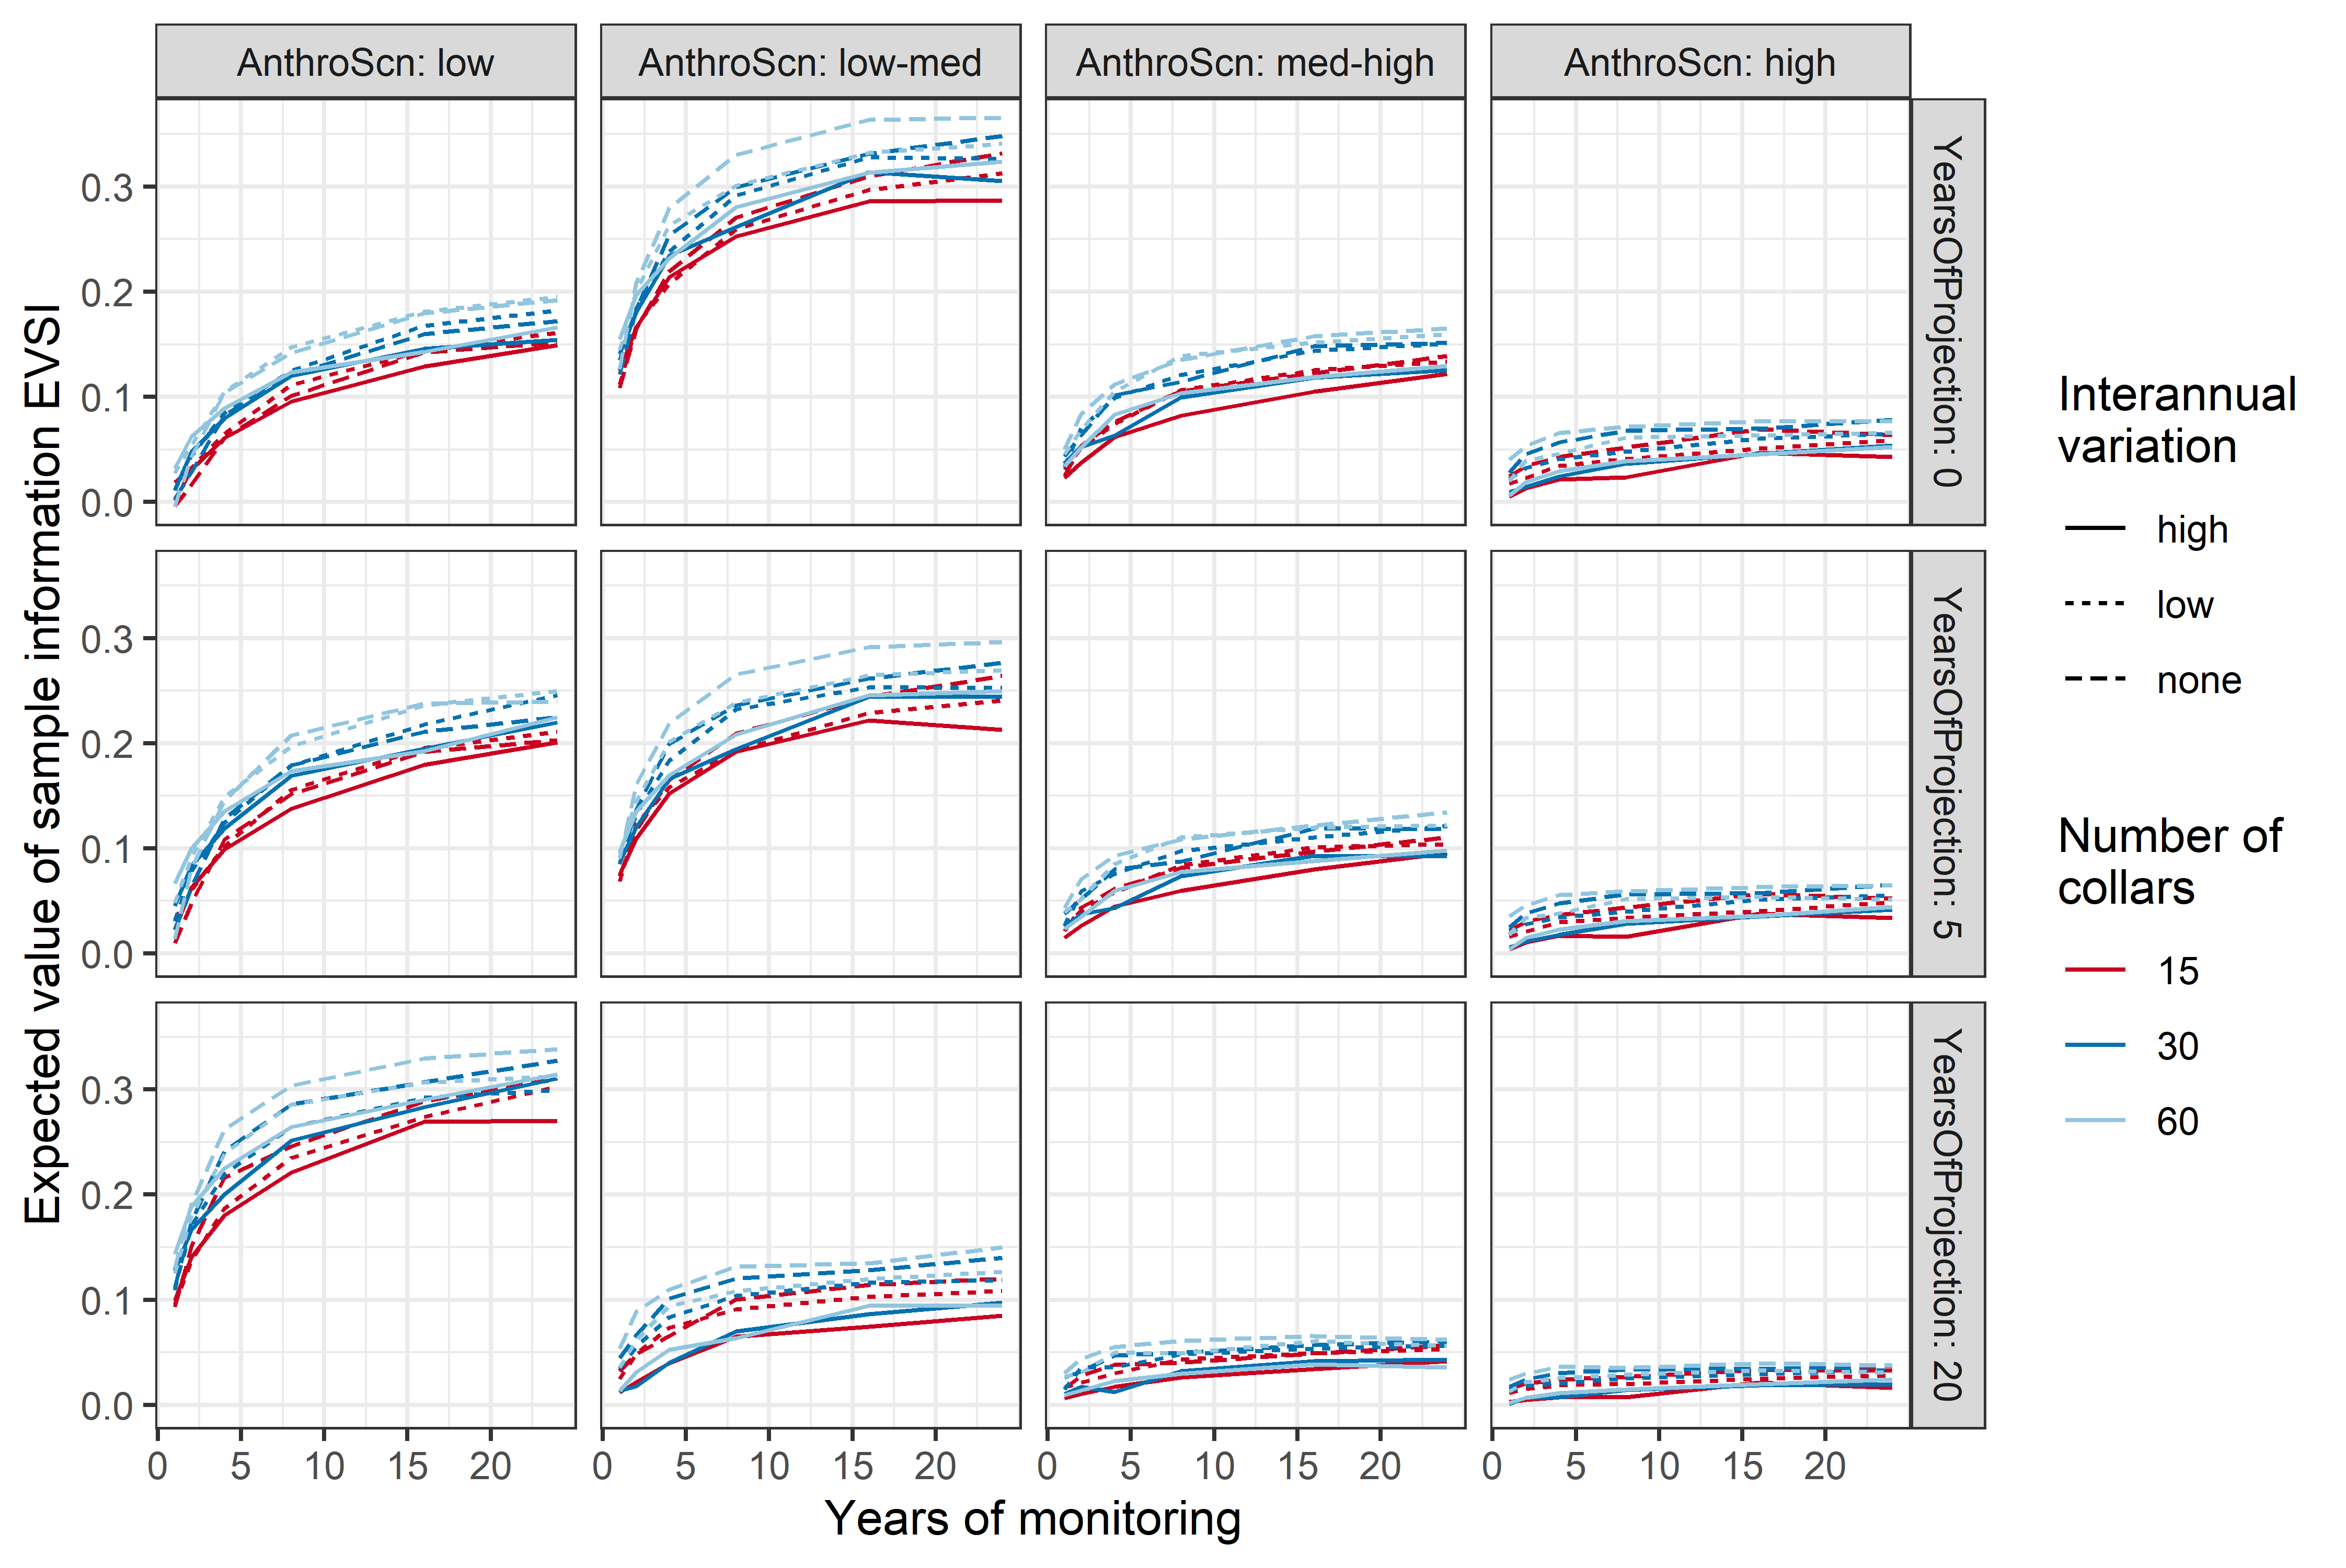 AnthroScn: low
AnthroScn: low-med
AnthroScn: med-high
AnthroScn: high
YearsOfProjection: 0
YearsOfProjection: 5
YearsOfProjection: 20
Expected value of sample information EVSI
0.3
0.2
0.1
0.0
0.3
0.2
0.1
0.0
0.3
0.2
0.1
0.0
0 5 10 15 20
0 5 10 15 20
0 5 10 15 20
0 5 10 15 20
Years of monitoring
Interannual
variation
high
low
none
Number of
collars
15
30
60